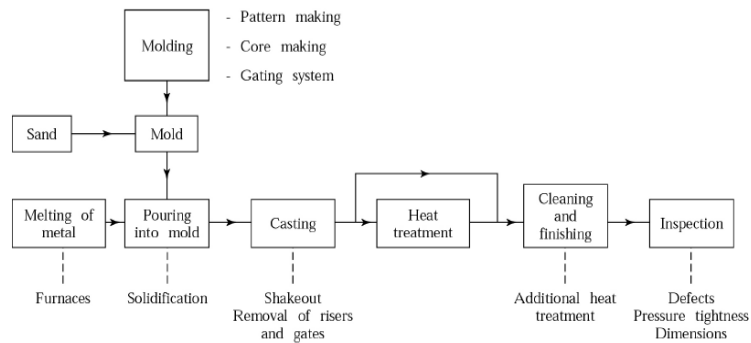 Molding
- Pattern making
- Core making
- Gating system
Sand
Mold
Melting of
metal
Pouring
into mold
Casting
Heat
treatment
Cleaning
and
finishing
Inspection
Furnaces
Solidification
Shakeout
Removal of risers
and gates
Additional heat
treatment
Defects
Pressure tightness
Dimensions